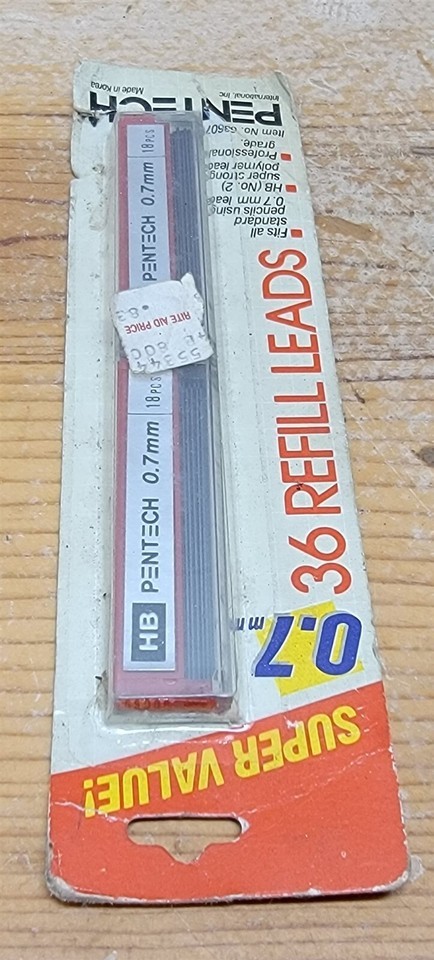 SUPER VALUE!
0.7mm
36 REFILL LEADS
Fits all
standard
pencils using
0.7 mm lead
HB (No. 2)
super strong
polymer lead
Professional
grade.
Item No.
PENTECH
International, Inc.
Made in Korea
HB PENTECH 0.7mm 18PCS
PENTECH 0.7mm 18PCS
RITE AID PRICE
.83